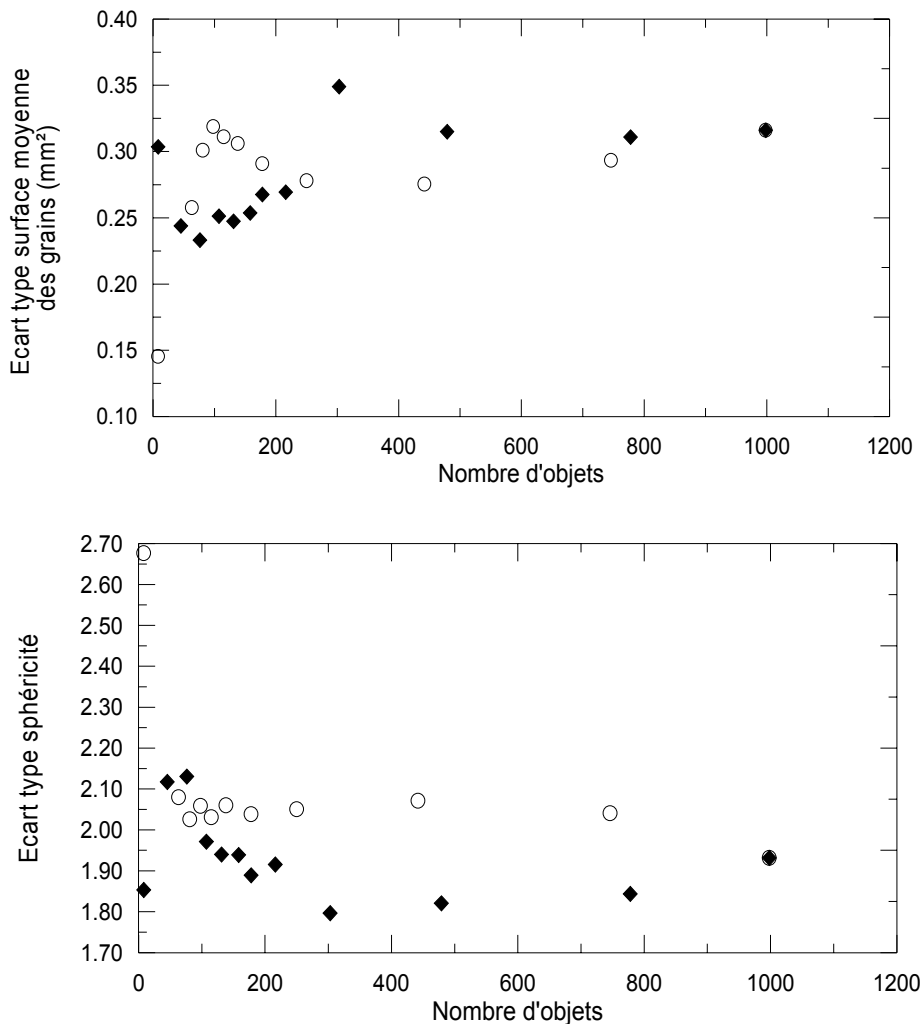 0.40
0.35
0.30
0.25
0.20
0.15
0.10
Ecart type surface moyenne
des grains (mm²)
0 200 400 600 800 1000 1200
Nombre d'objets
2.70
2.60
2.50
2.40
2.30
2.20
2.10
2.00
1.90
1.80
1.70
Ecart type sphéricité
0 200 400 600 800 1000 1200
Nombre d'objets